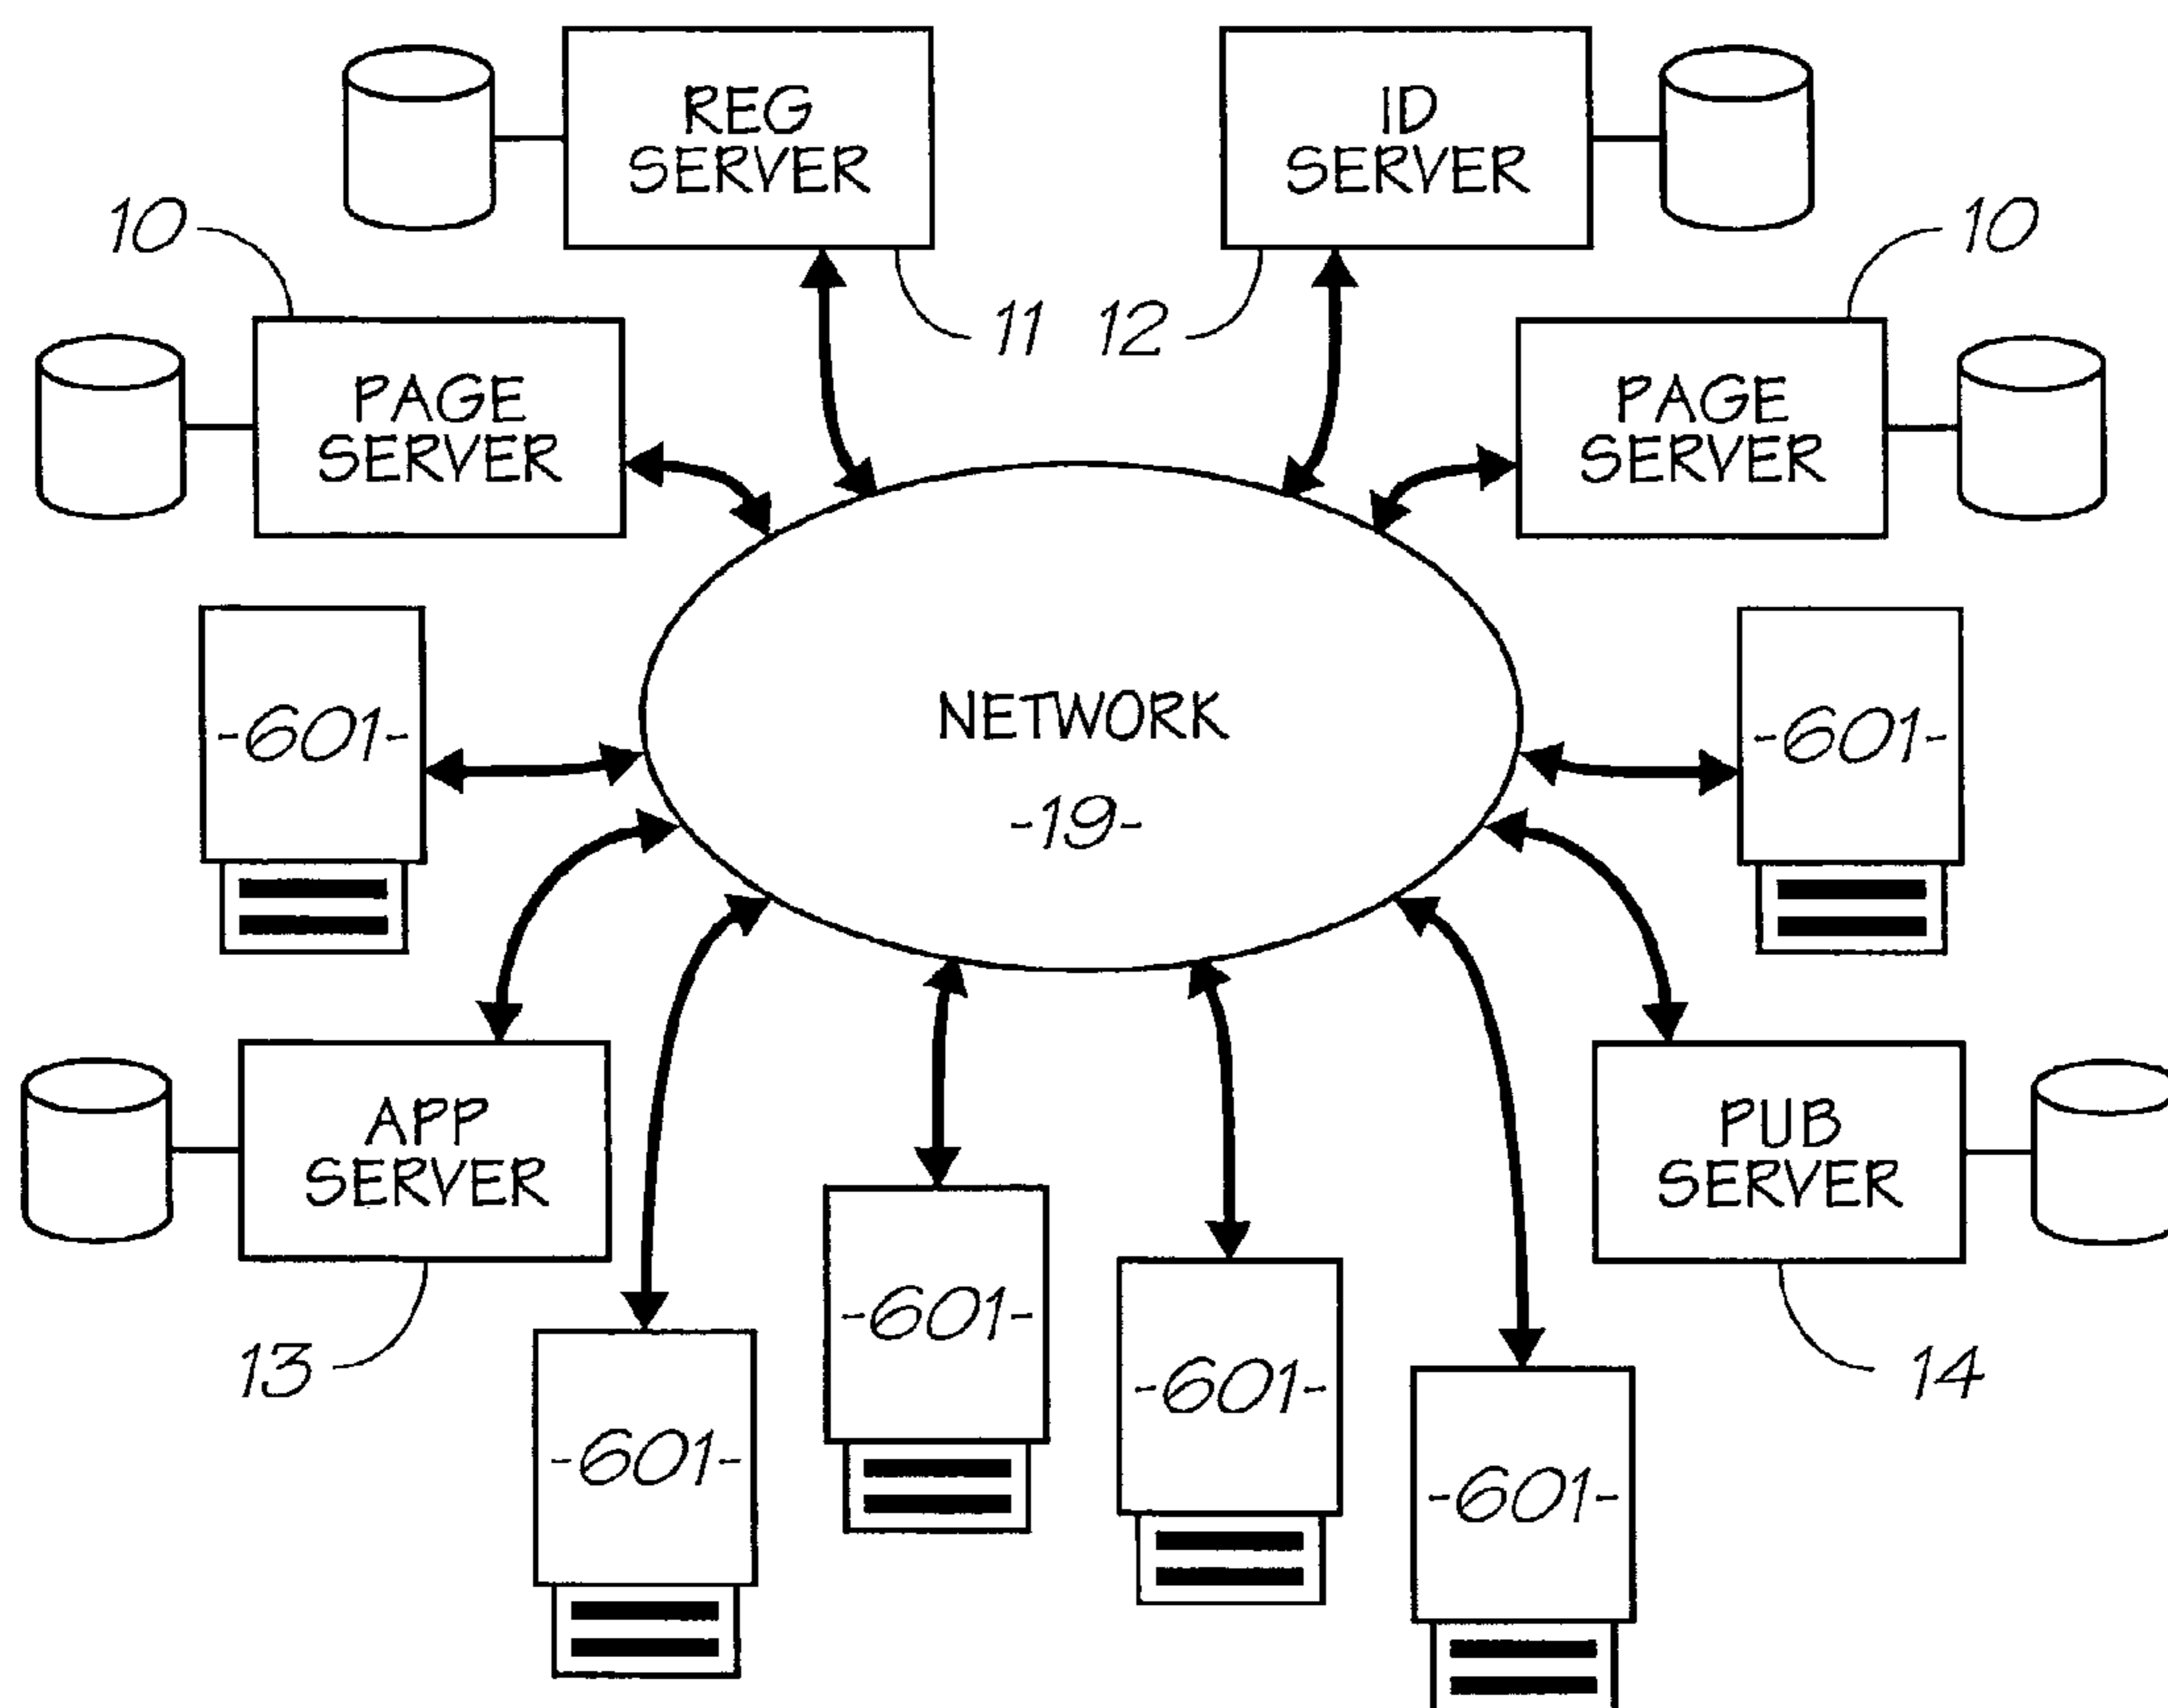 REG
SERVER
ID
SERVER
10
10
11
12
PAGE
SERVER
PAGE
SERVER
-601-
NETWORK
-19-
-601-
APP
SERVER
PUB
SERVER
13
-601-
-601-
-601-
-601-
14